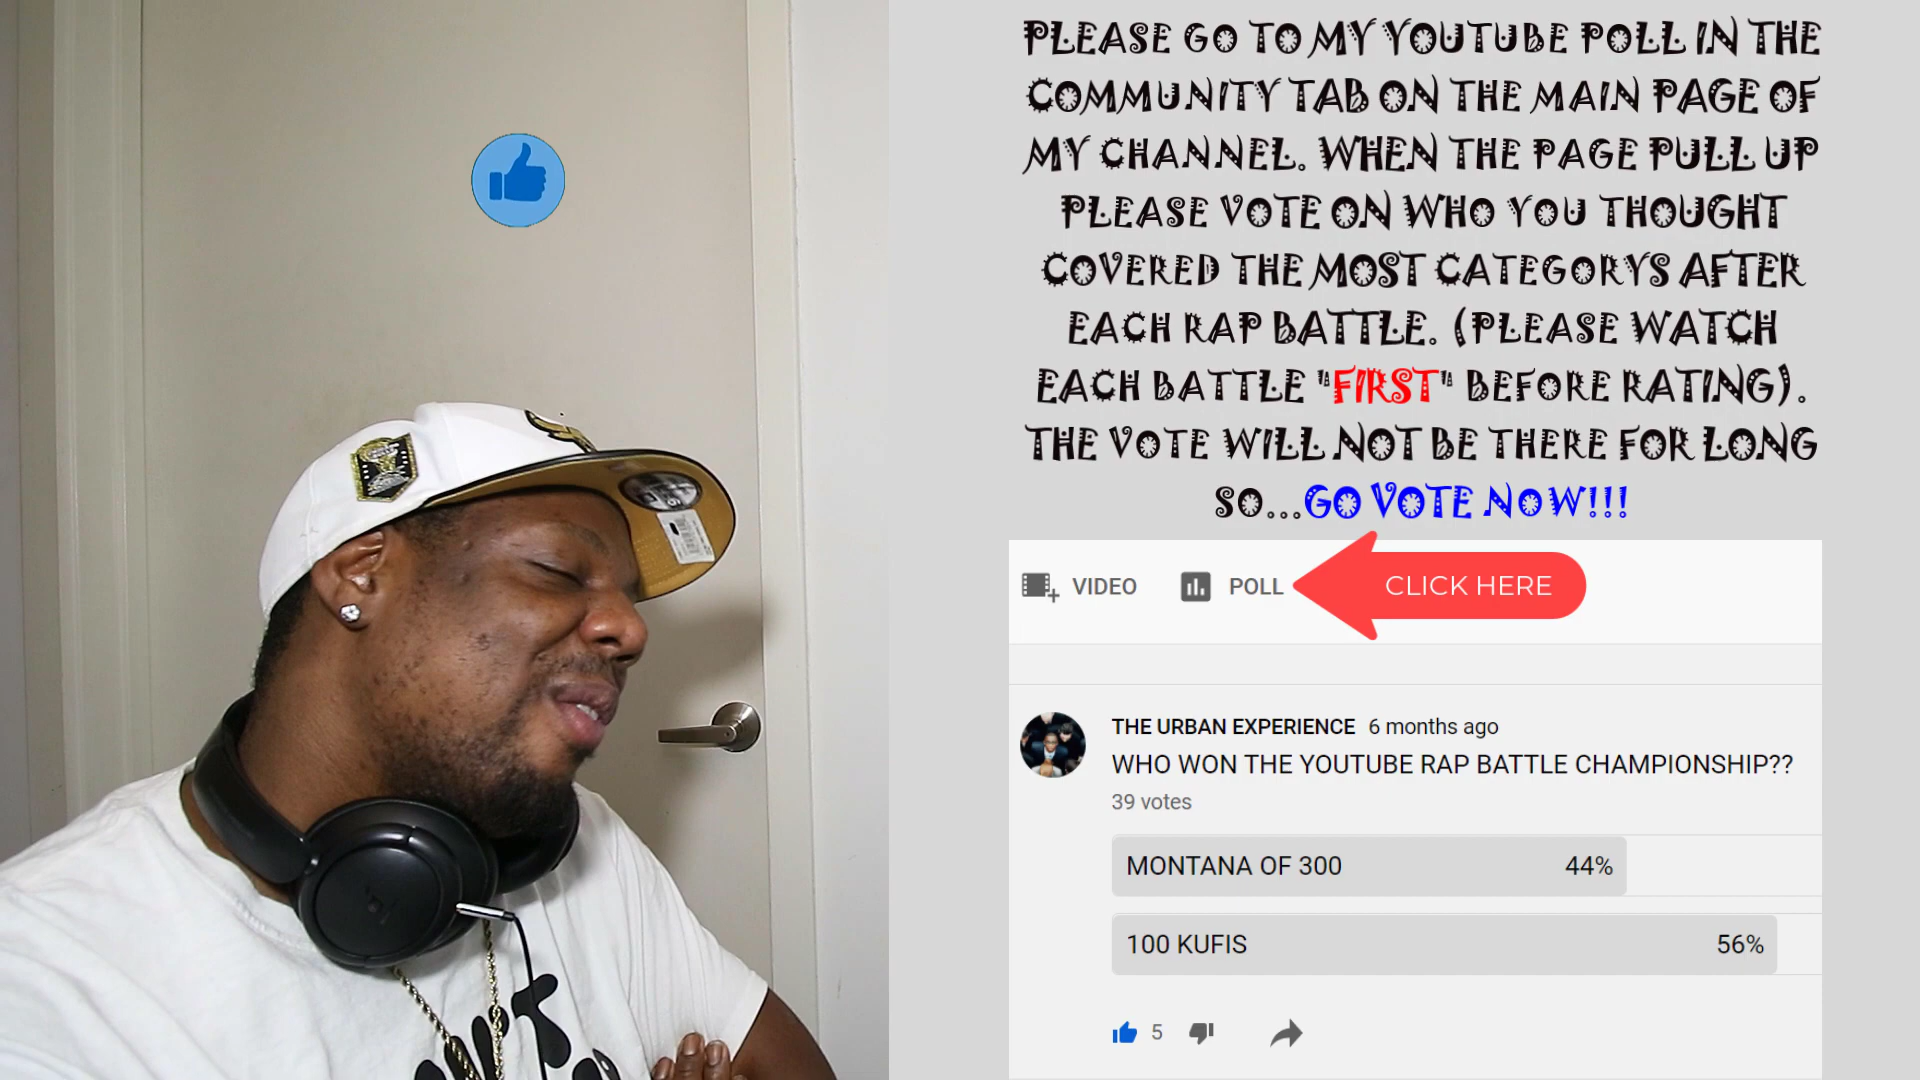 PLEASE GO TO MY YOUTUBE POLL IN THE
COMMUNITY TAB ON THE MAIN PAGE OF
MY CHANNEL. WHEN THE PAGE PULL UP
PLEASE VOTE ON WHO YOU THOUGHT
COVERED THE MOST CATEGORYS AFTER
EACH RAP BATTLE. (PLEASE WATCH
EACH BATTLE "FIRST" BEFORE RATING).
THE VOTE WILL NOT BE THERE FOR LONG
SO...GO VOTE NOW!!!
VIDEO POLL CLICK HERE
THE URBAN EXPERIENCE 6 months ago
WHO WON THE YOUTUBE RAP BATTLE CHAMPIONSHIP??
39 votes
MONTANA OF 300 44%
100 KUFIS 56%
5